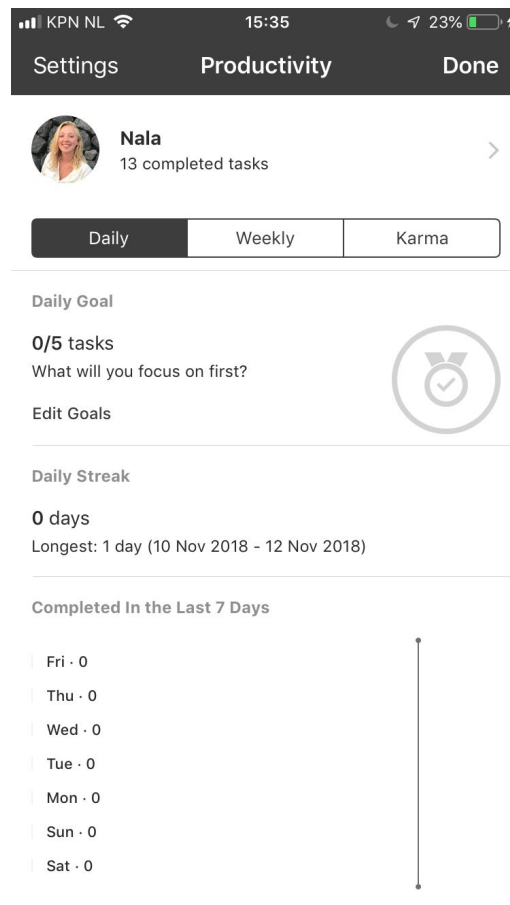 KPN NL 15:35 23%
Settings Productivity Done
Nala
13 completed tasks
Daily Weekly Karma
Daily Goal
0/5 tasks
What will you focus on first?
Edit Goals
Daily Streak
0 days
Longest: 1 day (10 Nov 2018 - 12 Nov 2018)
Completed In the Last 7 Days
Fri · 0
Thu · 0
Wed · 0
Tue · 0
Mon · 0
Sun · 0
Sat · 0